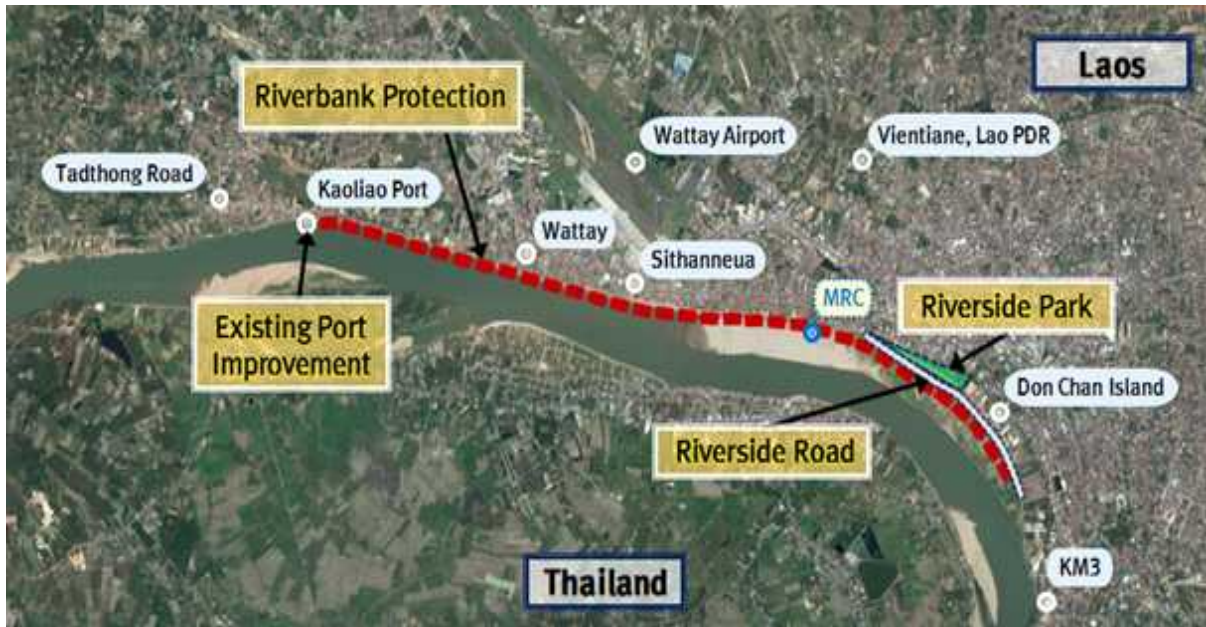 Laos
Riverbank Protection
Wattay Airport
Vientiane, Lao PDR
Tadthong Road
Kaoliao Port
Wattay
Sithanneua
MRC
Riverside Park
Existing Port
Improvement
Don Chan Island
Riverside Road
KM3
Thailand